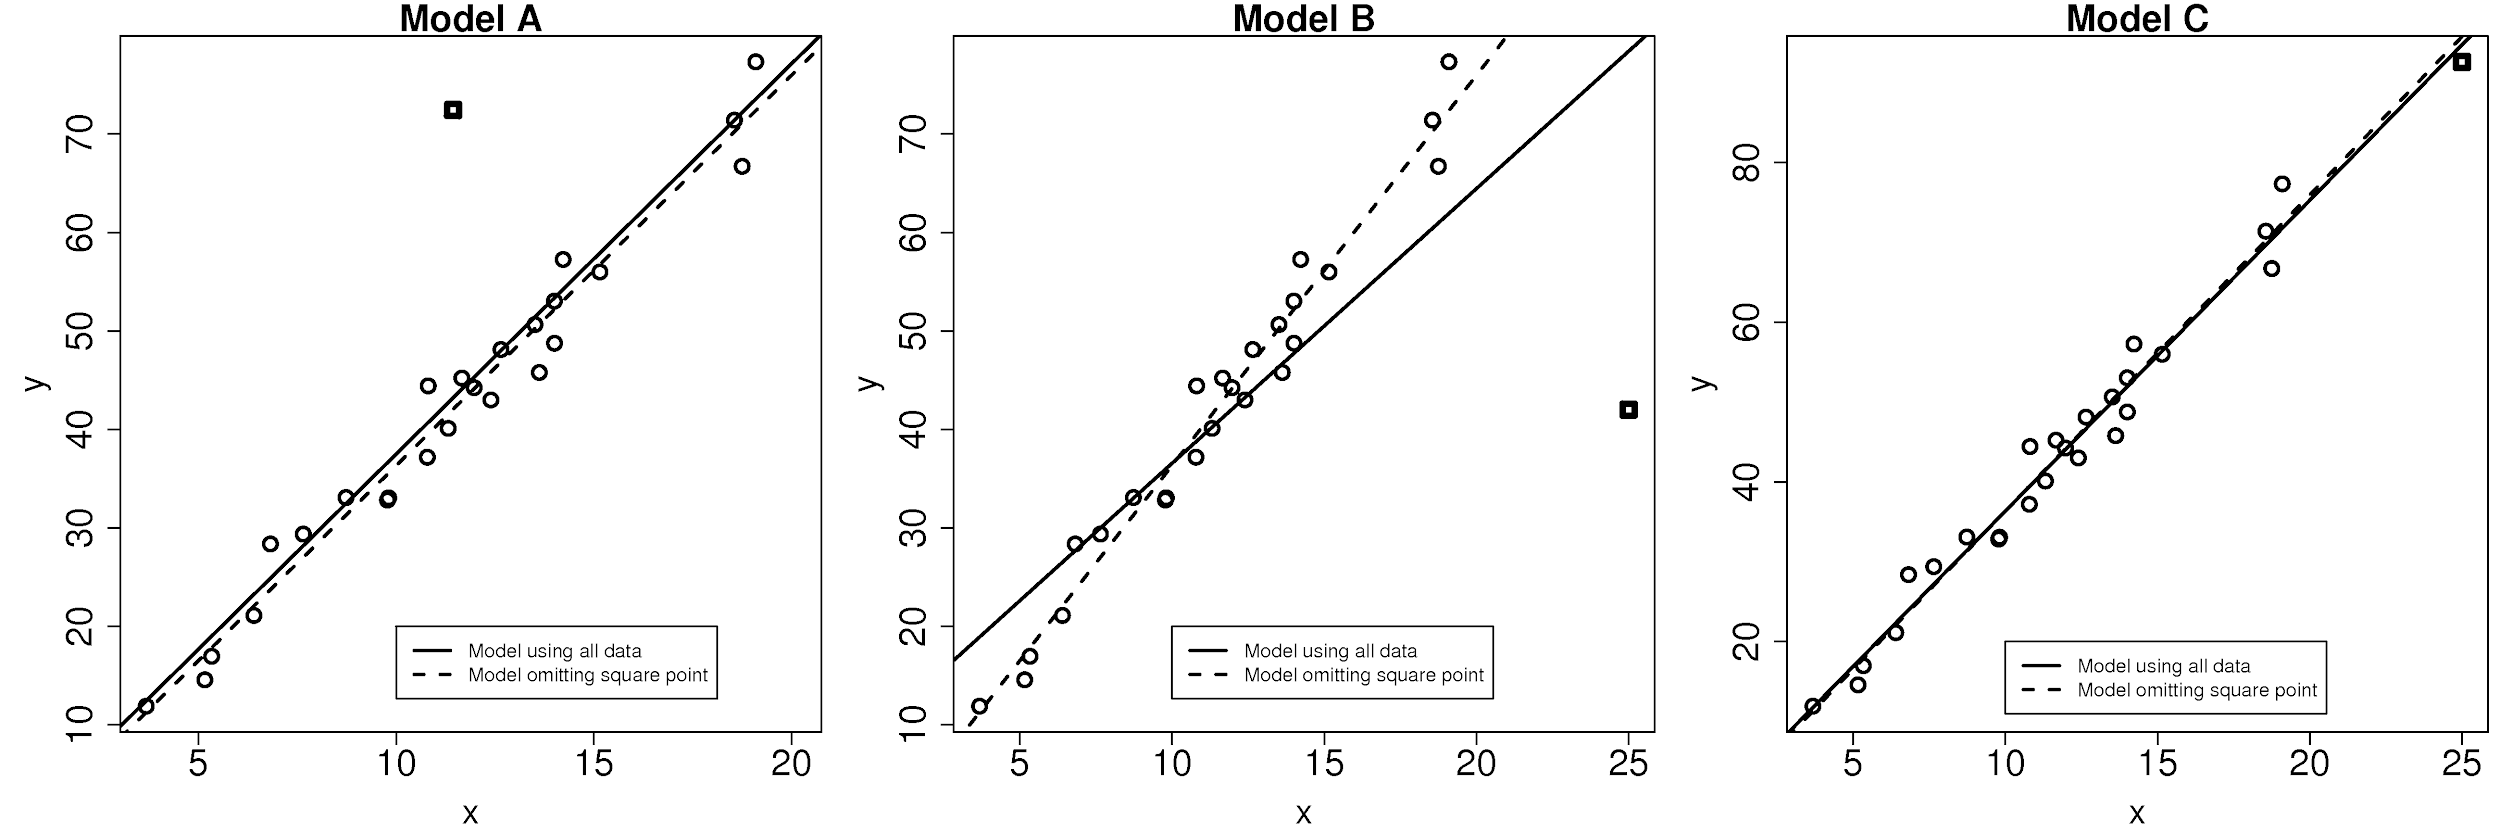 Model A
y
70
60
50
40
30
20
10
Model using all data
Model omitting square point
5 10 15 20
x
Model B
y
70
60
50
40
30
20
10
Model using all data
Model omitting square point
5 10 15 20 25
x
Model C
y
80
60
40
20
Model using all data
Model omitting square point
5 10 15 20 25
x